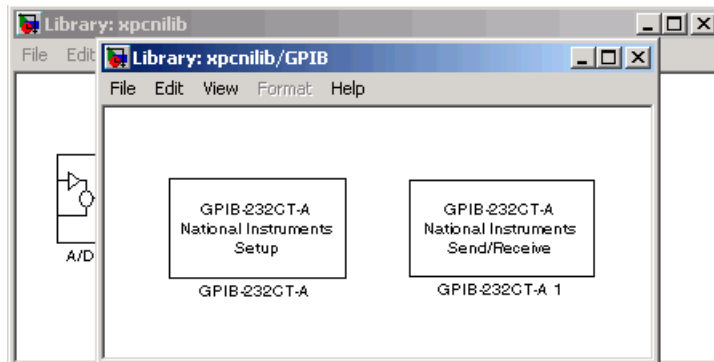 Library: xpcnilib
File Edit
Library: xpcnilib/GPIB
File Edit View Format Help
A/D
GPIB-232CT-A
National Instruments
Setup
GPIB-232CT-A
GPIB-232CT-A
National Instruments
Send/Receive
GPIB-232CT-A 1